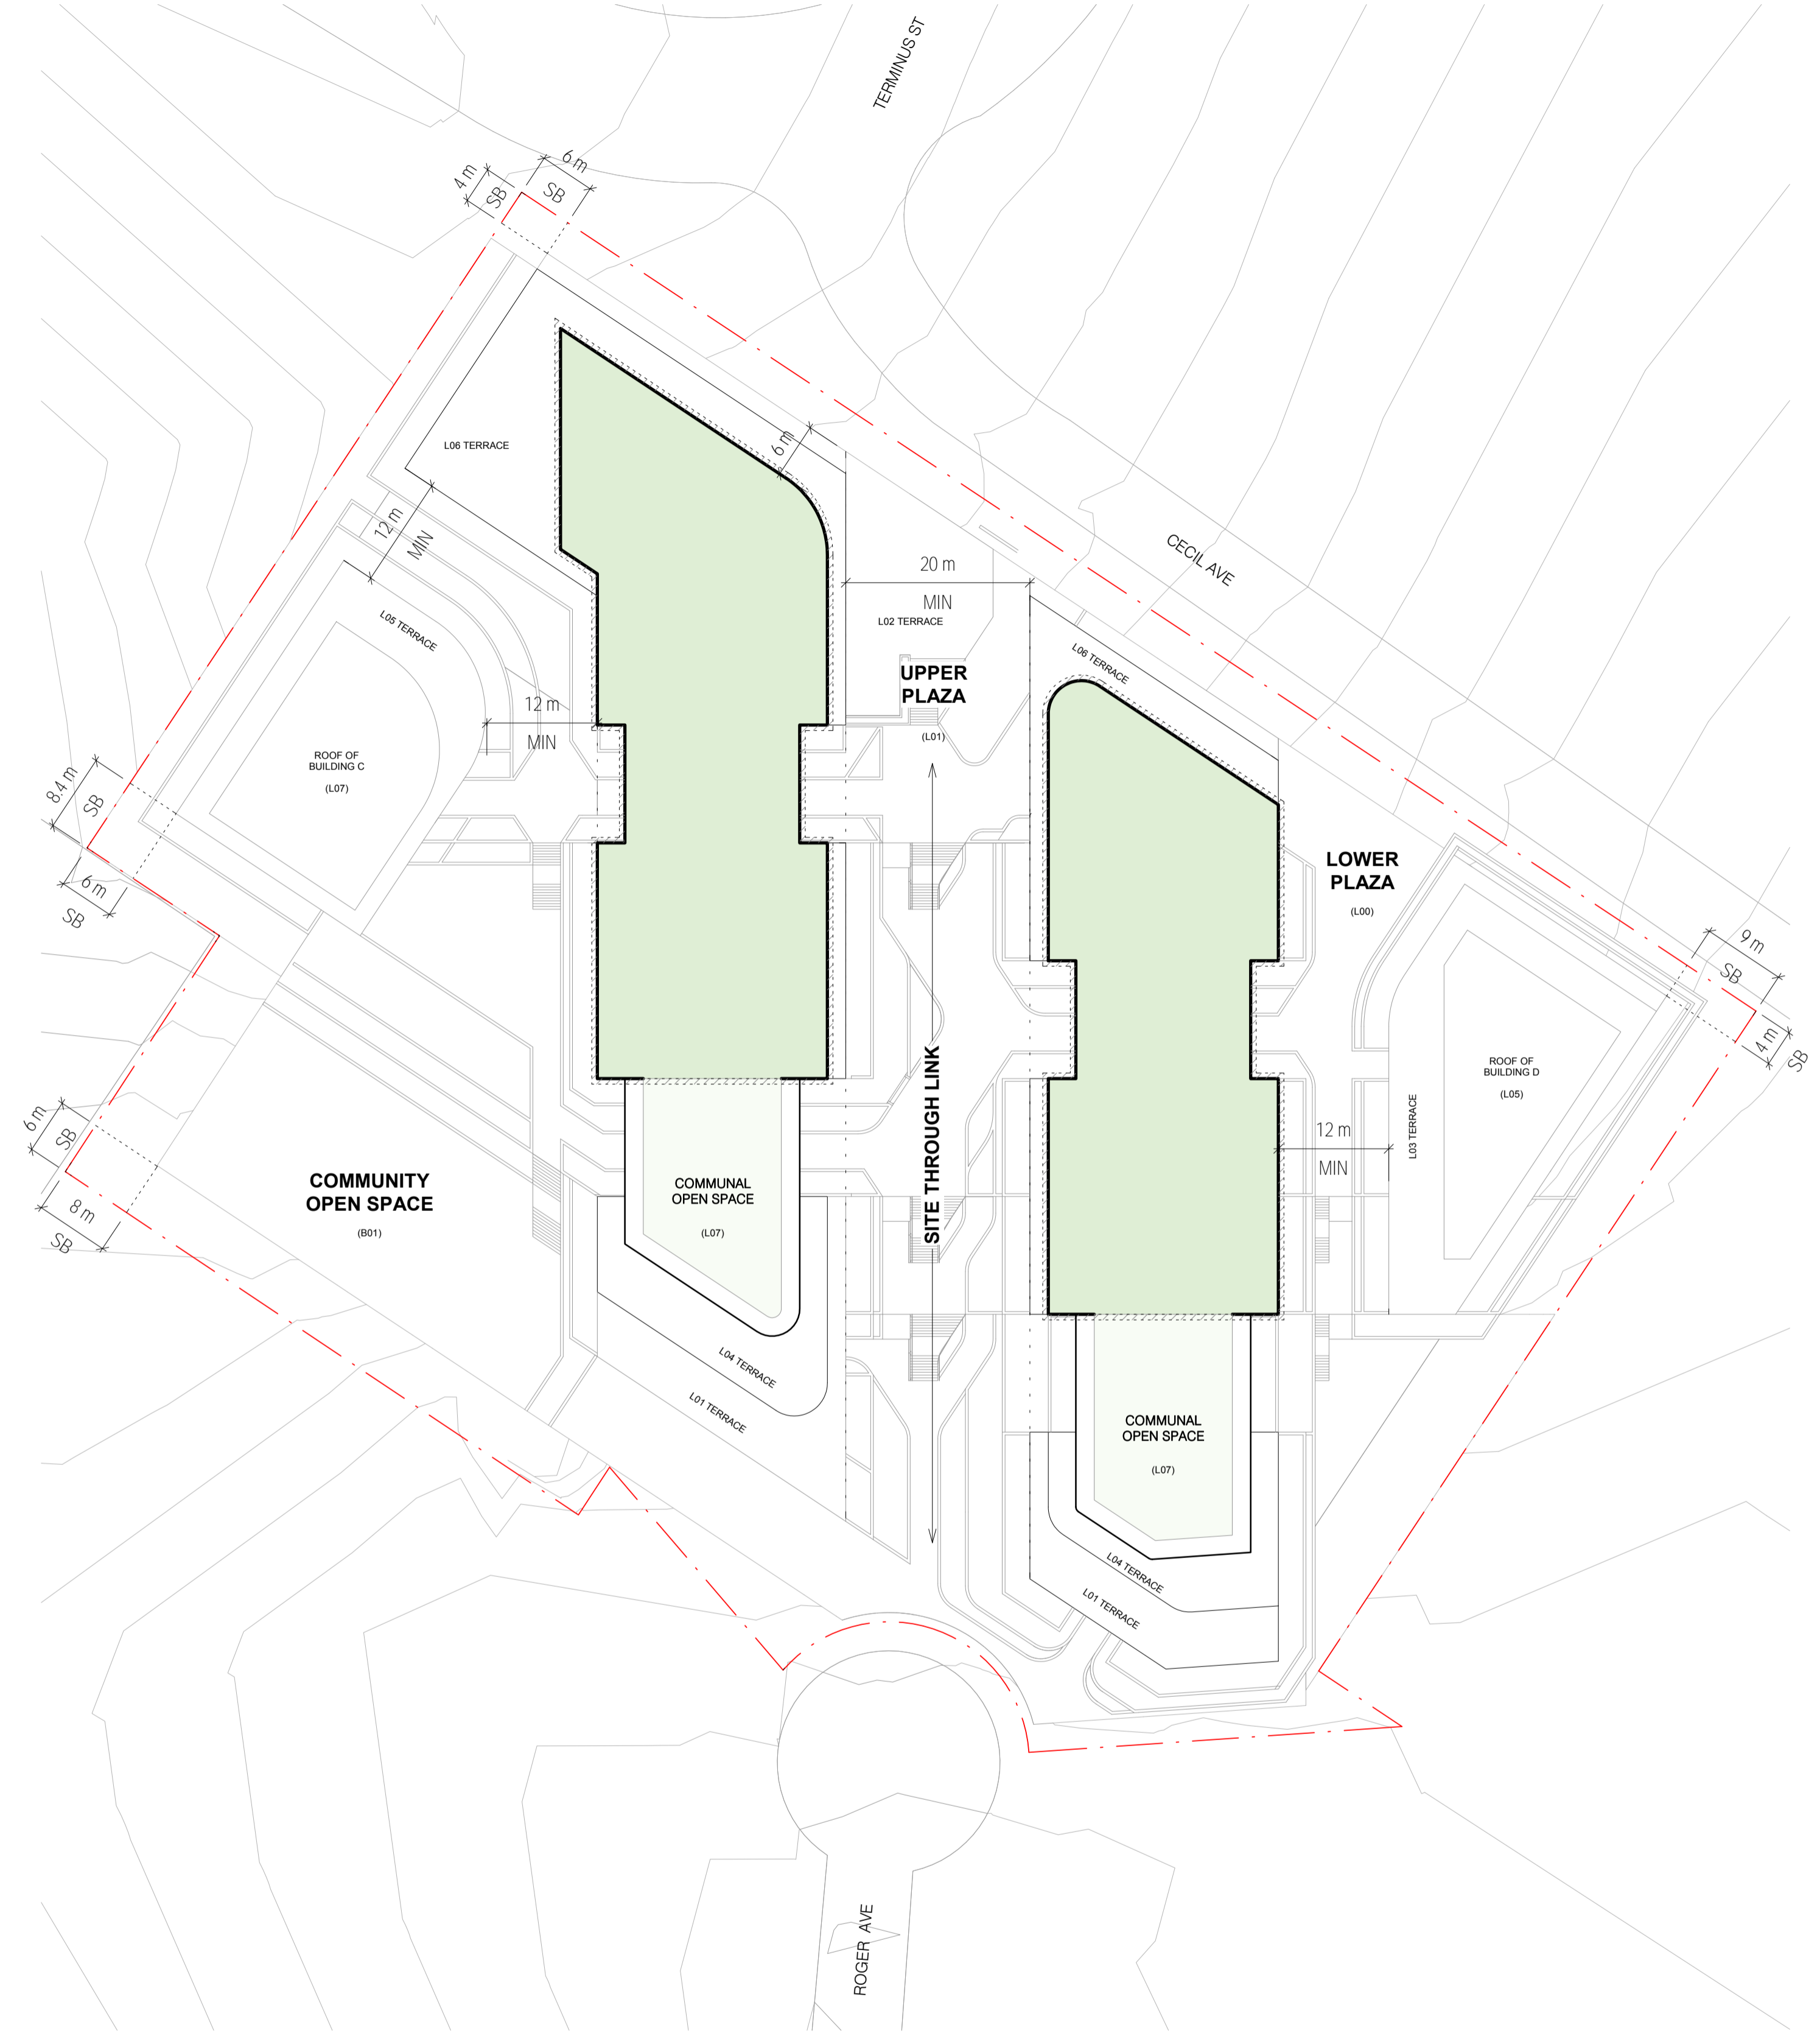 TERMINUS ST
6 m
SB
4 m
SB
L06 TERRACE
6 m
12 m
MIN
CECIL AVE
20 m
MIN
L02 TERRACE
L05 TERRACE
L06 TERRACE
UPPER
PLAZA
(L01)
12 m
MIN
ROOF OF
BUILDING C
(L07)
8.4 m
SB
6 m
SB
LOWER
PLAZA
(L00)
9 m
SB
4 m
SB
ROOF OF
BUILDING D
(L05)
SITE THROUGH LINK
12 m
MIN
L03 TERRACE
6 m
SB
8 m
SB
COMMUNITY
OPEN SPACE
(B01)
COMMUNAL
OPEN SPACE
(L07)
L04 TERRACE
L01 TERRACE
COMMUNAL
OPEN SPACE
(L07)
L04 TERRACE
L01 TERRACE
ROGER AVE